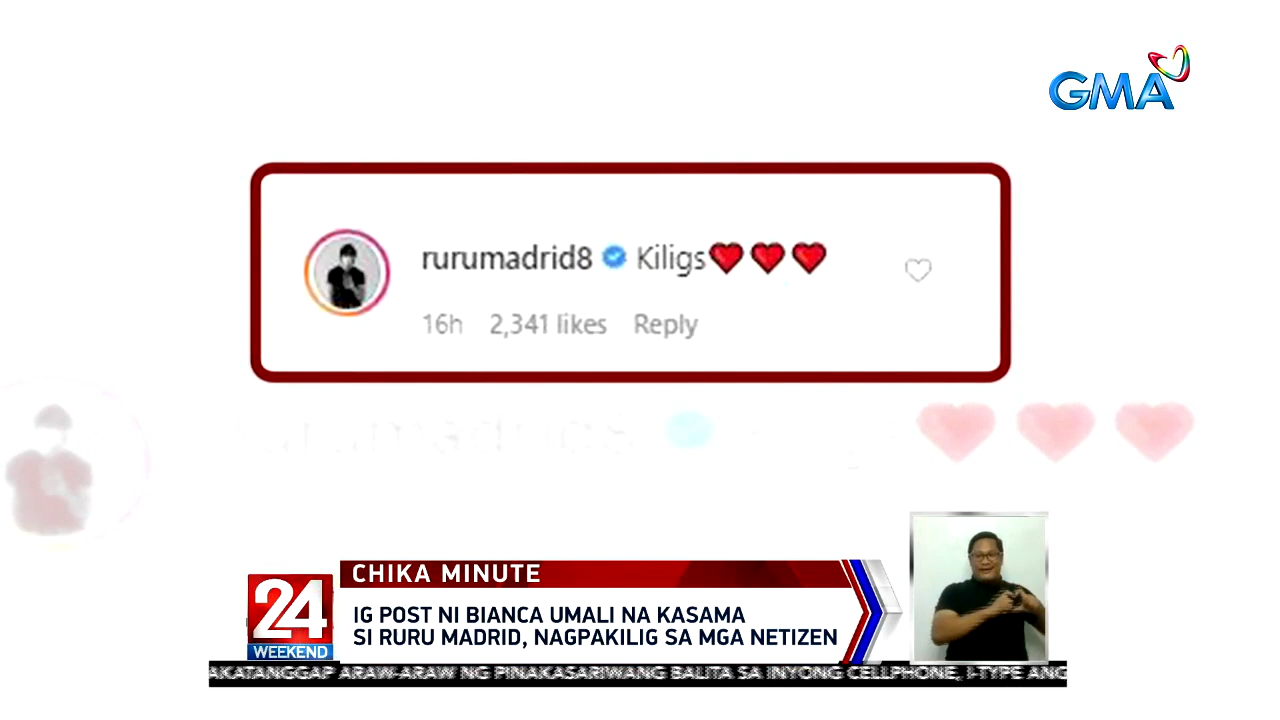 GMA
rurumadrid8 Kiligs❤❤❤
16h 2,341 likes Reply
CHIKA MINUTE
24
WEEKEND
IG POST NI BIANCA UMALI NA KASAMA
SI RURU MADRID, NAGPAKILIG SA MGA NETIZEN
AKATANGGAP ARAW-ARAW NG PINAKASARIWANG BALITA SA INYONG CELLPHONE, I-TYPE ANG